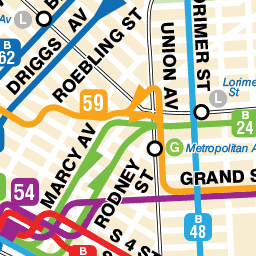 Av L
B
62
DRIGGS AV
ROEBLING ST
UNION AV
LORIMER ST
Lorimer
St
L
59
B
24
G Metropolitan A
MARCY AV
RODNEY ST
GRAND S
54
B
48
S 4 ST
B